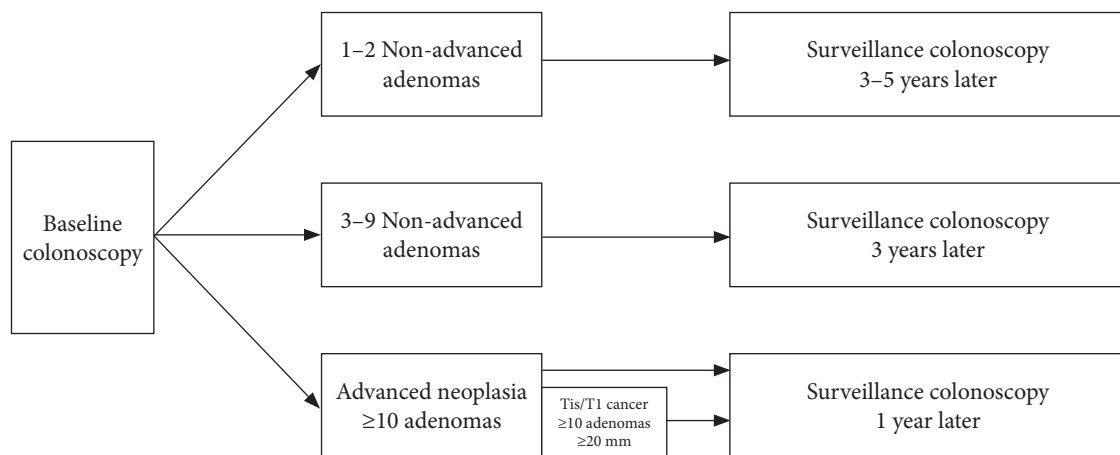 Baseline
colonoscopy
1–2 Non-advanced
adenomas
Surveillance colonoscopy
3–5 years later
3–9 Non-advanced
adenomas
Surveillance colonoscopy
3 years later
Advanced neoplasia
≥10 adenomas
Tis/T1 cancer
≥10 adenomas
≥20 mm
Surveillance colonoscopy
1 year later